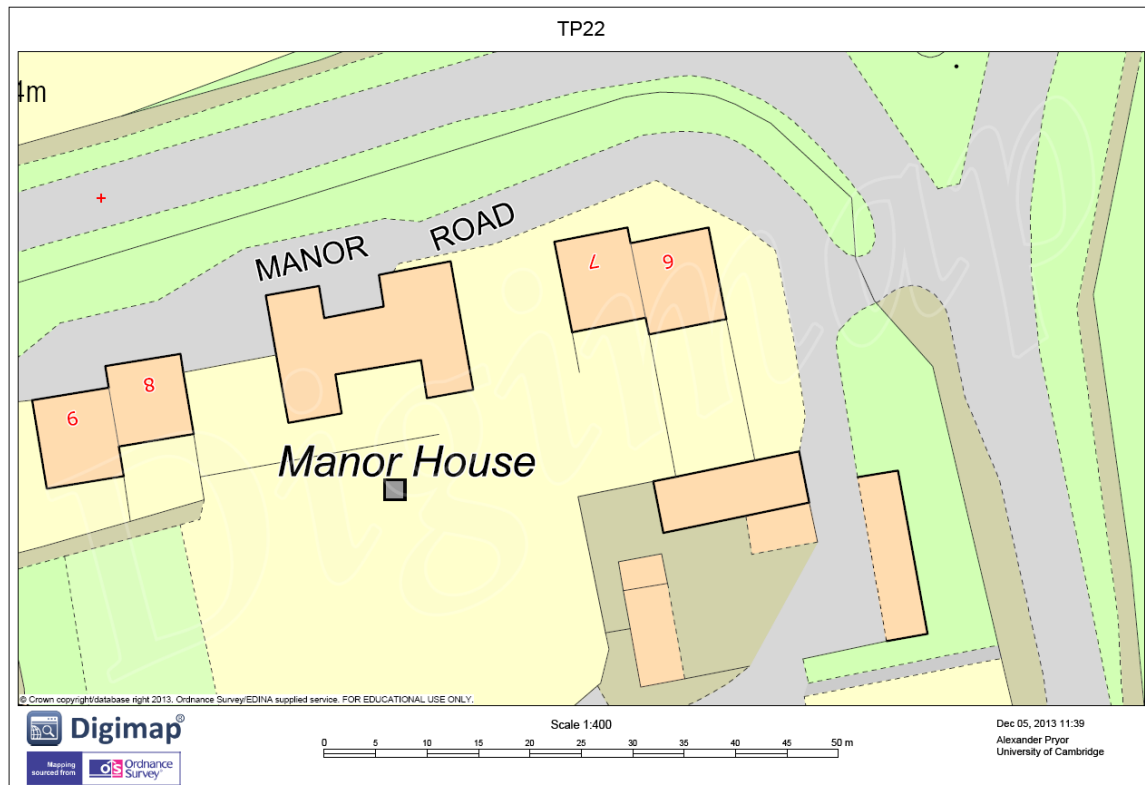 TP22
4m
MANOR ROAD
7
6
8
9
Manor House
© Crown copyright/database right 2013. Ordnance Survey/EDINA supplied service. FOR EDUCATIONAL USE ONLY.
Digimap®
Mapping sourced from
OS Ordnance Survey®
Scale 1:400
0 5 10 15 20 25 30 35 40 45 50 m
Dec 05, 2013 11:39
Alexander Pryor
University of Cambridge
Digimap